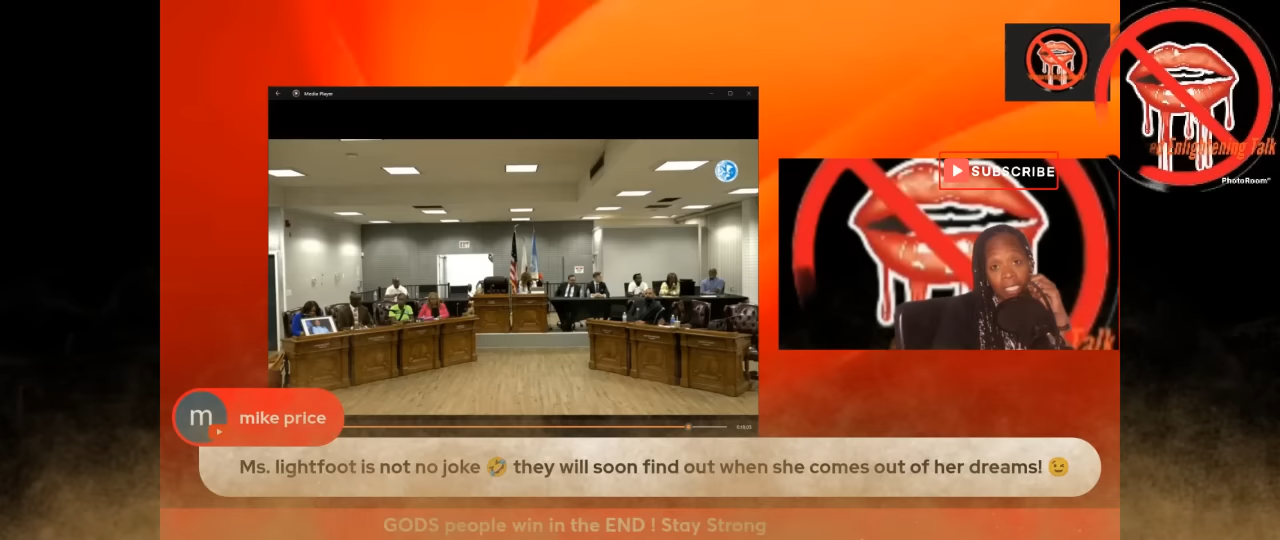 Media Player
SUBSCRIBE
Enlightening Talk
PhotoRoom
Talk
m
mike price
Ms. lightfoot is not no joke 🤣 they will soon find out when she comes out of her dreams! 😉
GODS people win in the END ! Stay Strong